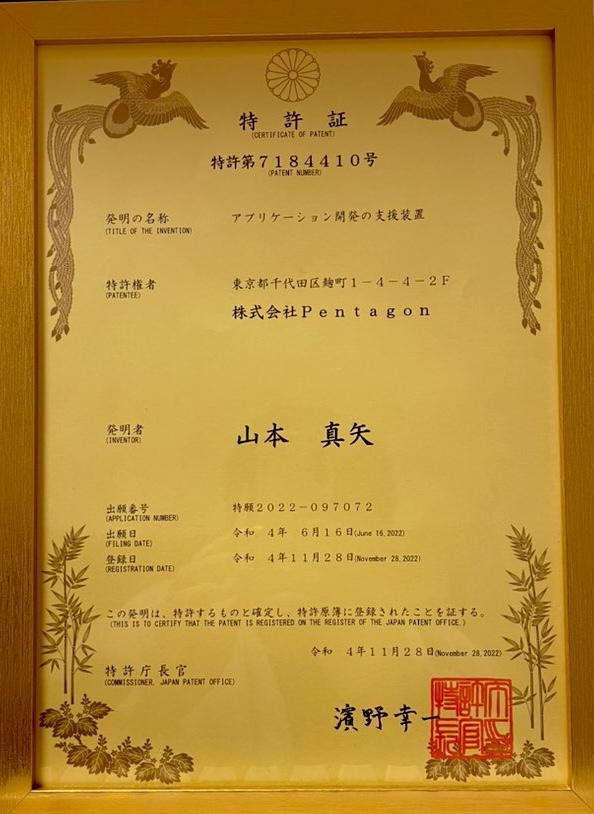 特許証
(CERTIFICATE OF PATENT)
特許第7184410号
(PATENT NUMBER)
発明の名称 アプリケーション開発の支援装置
(TITLE OF THE INVENTION)
特許権者 東京都千代田区麹町1-4-4-2F
(PATENTEE)
株式会社Pentagon
発明者 山本 真矢
(INVENTOR)
出願番号 特願2022-097072
(APPLICATION NUMBER)
出願日 令和 4年 6月16日(June 16,2022)
(FILING DATE)
登録日 令和 4年11月28日(November 28,2022)
(REGISTRATION DATE)
この発明は、特許するものと確定し、特許原簿に登録されたことを証する。
(THIS IS TO CERTIFY THAT THE PATENT IS REGISTERED ON THE REGISTER OF THE JAPAN PATENT OFFICE.)
令和 4年11月28日(November 28,2022)
特許庁長官
(COMMISSIONER, JAPAN PATENT OFFICE)
濱野幸一
特許庁長官之印